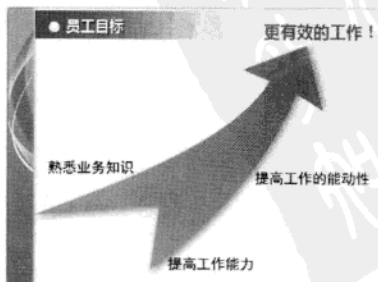 ● 员工目标
更有效的工作！
熟悉业务知识
提高工作的能动性
提高工作能力